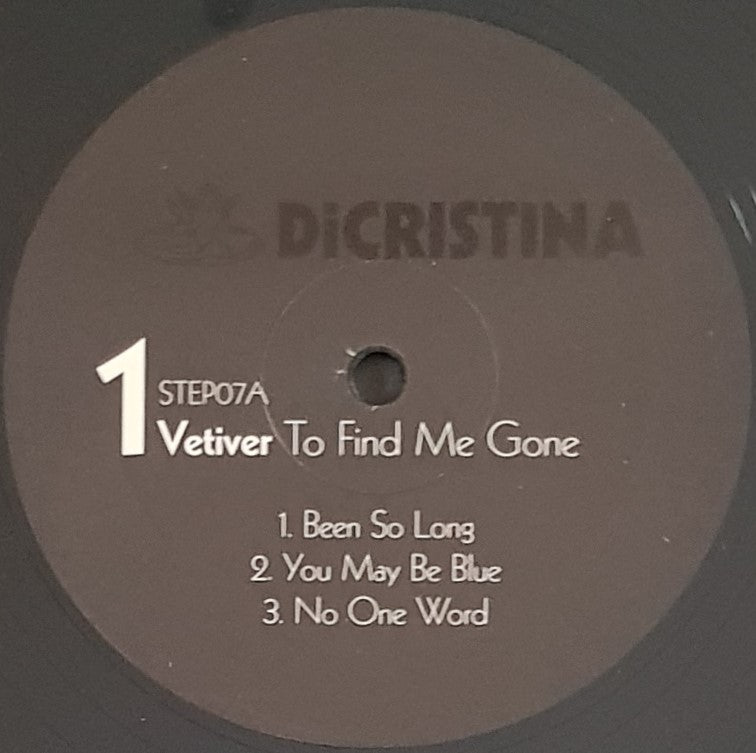 DiCRISTINA
1
STEP07A
Vetiver To Find Me Gone
1. Been So Long
2. You May Be Blue
3. No One Word